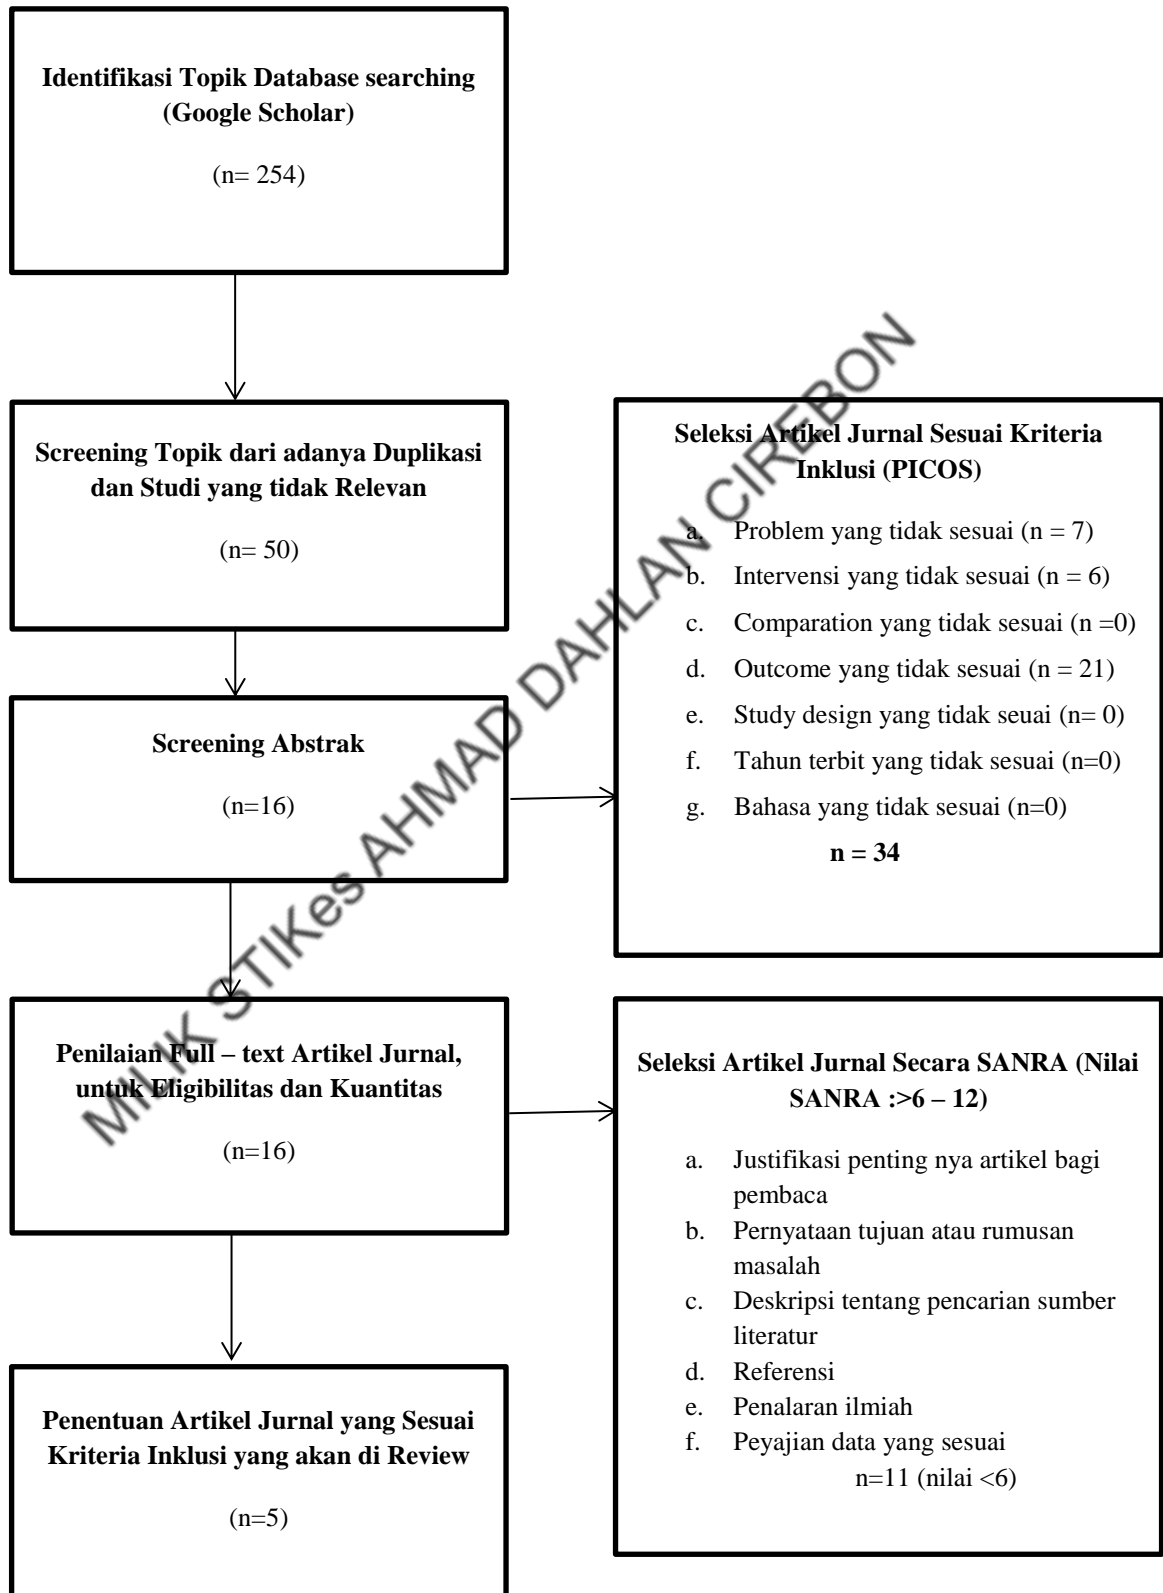 Identifikasi Topik Database searching
(Google Scholar)
(n= 254)
Screening Topik dari adanya Duplikasi
dan Studi yang tidak Relevan
(n= 50)
Seleksi Artikel Jurnal Sesuai Kriteria
Inklusi (PICOS)
a. Problem yang tidak sesuai (n = 7)
b. Intervensi yang tidak sesuai (n = 6)
c. Comparation yang tidak sesuai (n =0)
d. Outcome yang tidak sesuai (n = 21)
e. Study design yang tidak seuai (n= 0)
f. Tahun terbit yang tidak sesuai (n=0)
g. Bahasa yang tidak sesuai (n=0)
n = 34
Screening Abstrak
(n=16)
Penilaian Full – text Artikel Jurnal,
untuk Eligibilitas dan Kuantitas
(n=16)
Seleksi Artikel Jurnal Secara SANRA (Nilai
SANRA :>6 – 12)
a. Justifikasi penting nya artikel bagi
pembaca
b. Pernyataan tujuan atau rumusan
masalah
c. Deskripsi tentang pencarian sumber
literatur
d. Referensi
e. Penalaran ilmiah
f. Peyajian data yang sesuai
n=11 (nilai <6)
Penentuan Artikel Jurnal yang Sesuai
Kriteria Inklusi yang akan di Review
(n=5)
MILIK STIKes AHMAD DAHLAN CIREBON